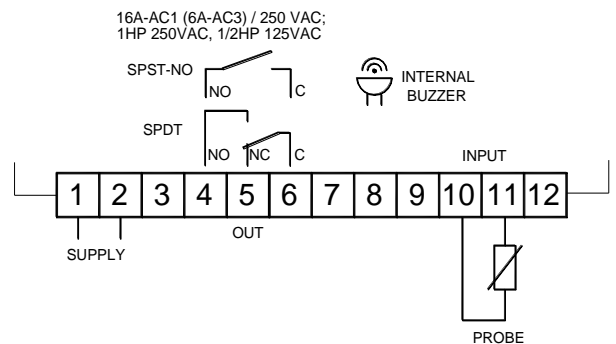 16A-AC1 (6A-AC3) / 250 VAC;
1HP 250VAC, 1/2HP 125VAC
SPST-NO
NO C
INTERNAL
BUZZER
SPDT
NO NC C
INPUT
1 2 3 4 5 6 7 8 9 10 11 12
OUT
SUPPLY
PROBE